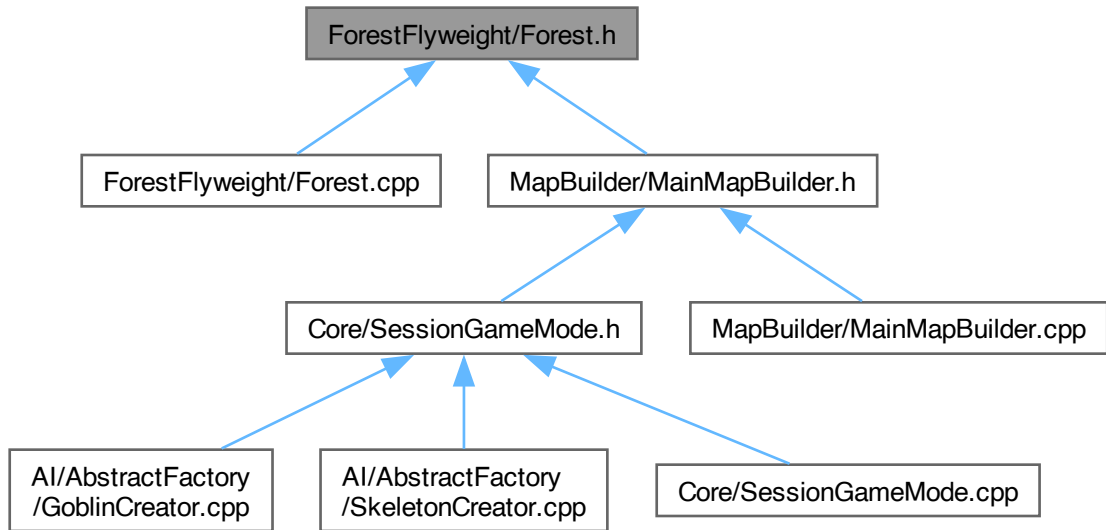 ForestFlyweight/Forest.h
ForestFlyweight/Forest.cpp
MapBuilder/MainMapBuilder.h
Core/SessionGameMode.h
MapBuilder/MainMapBuilder.cpp
AI/AbstractFactory
/GoblinCreator.cpp
AI/AbstractFactory
/SkeletonCreator.cpp
Core/SessionGameMode.cpp